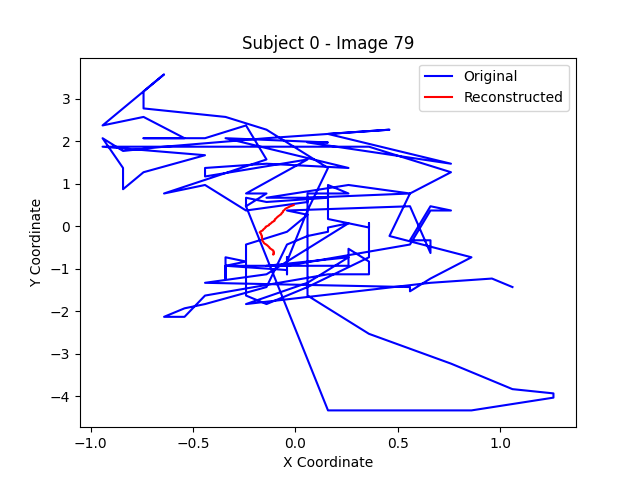 Subject 0 - Image 79
Original
Reconstructed
3
2
1
0
−1
−2
−3
−4
Y Coordinate
−1.0 −0.5 0.0 0.5 1.0
X Coordinate